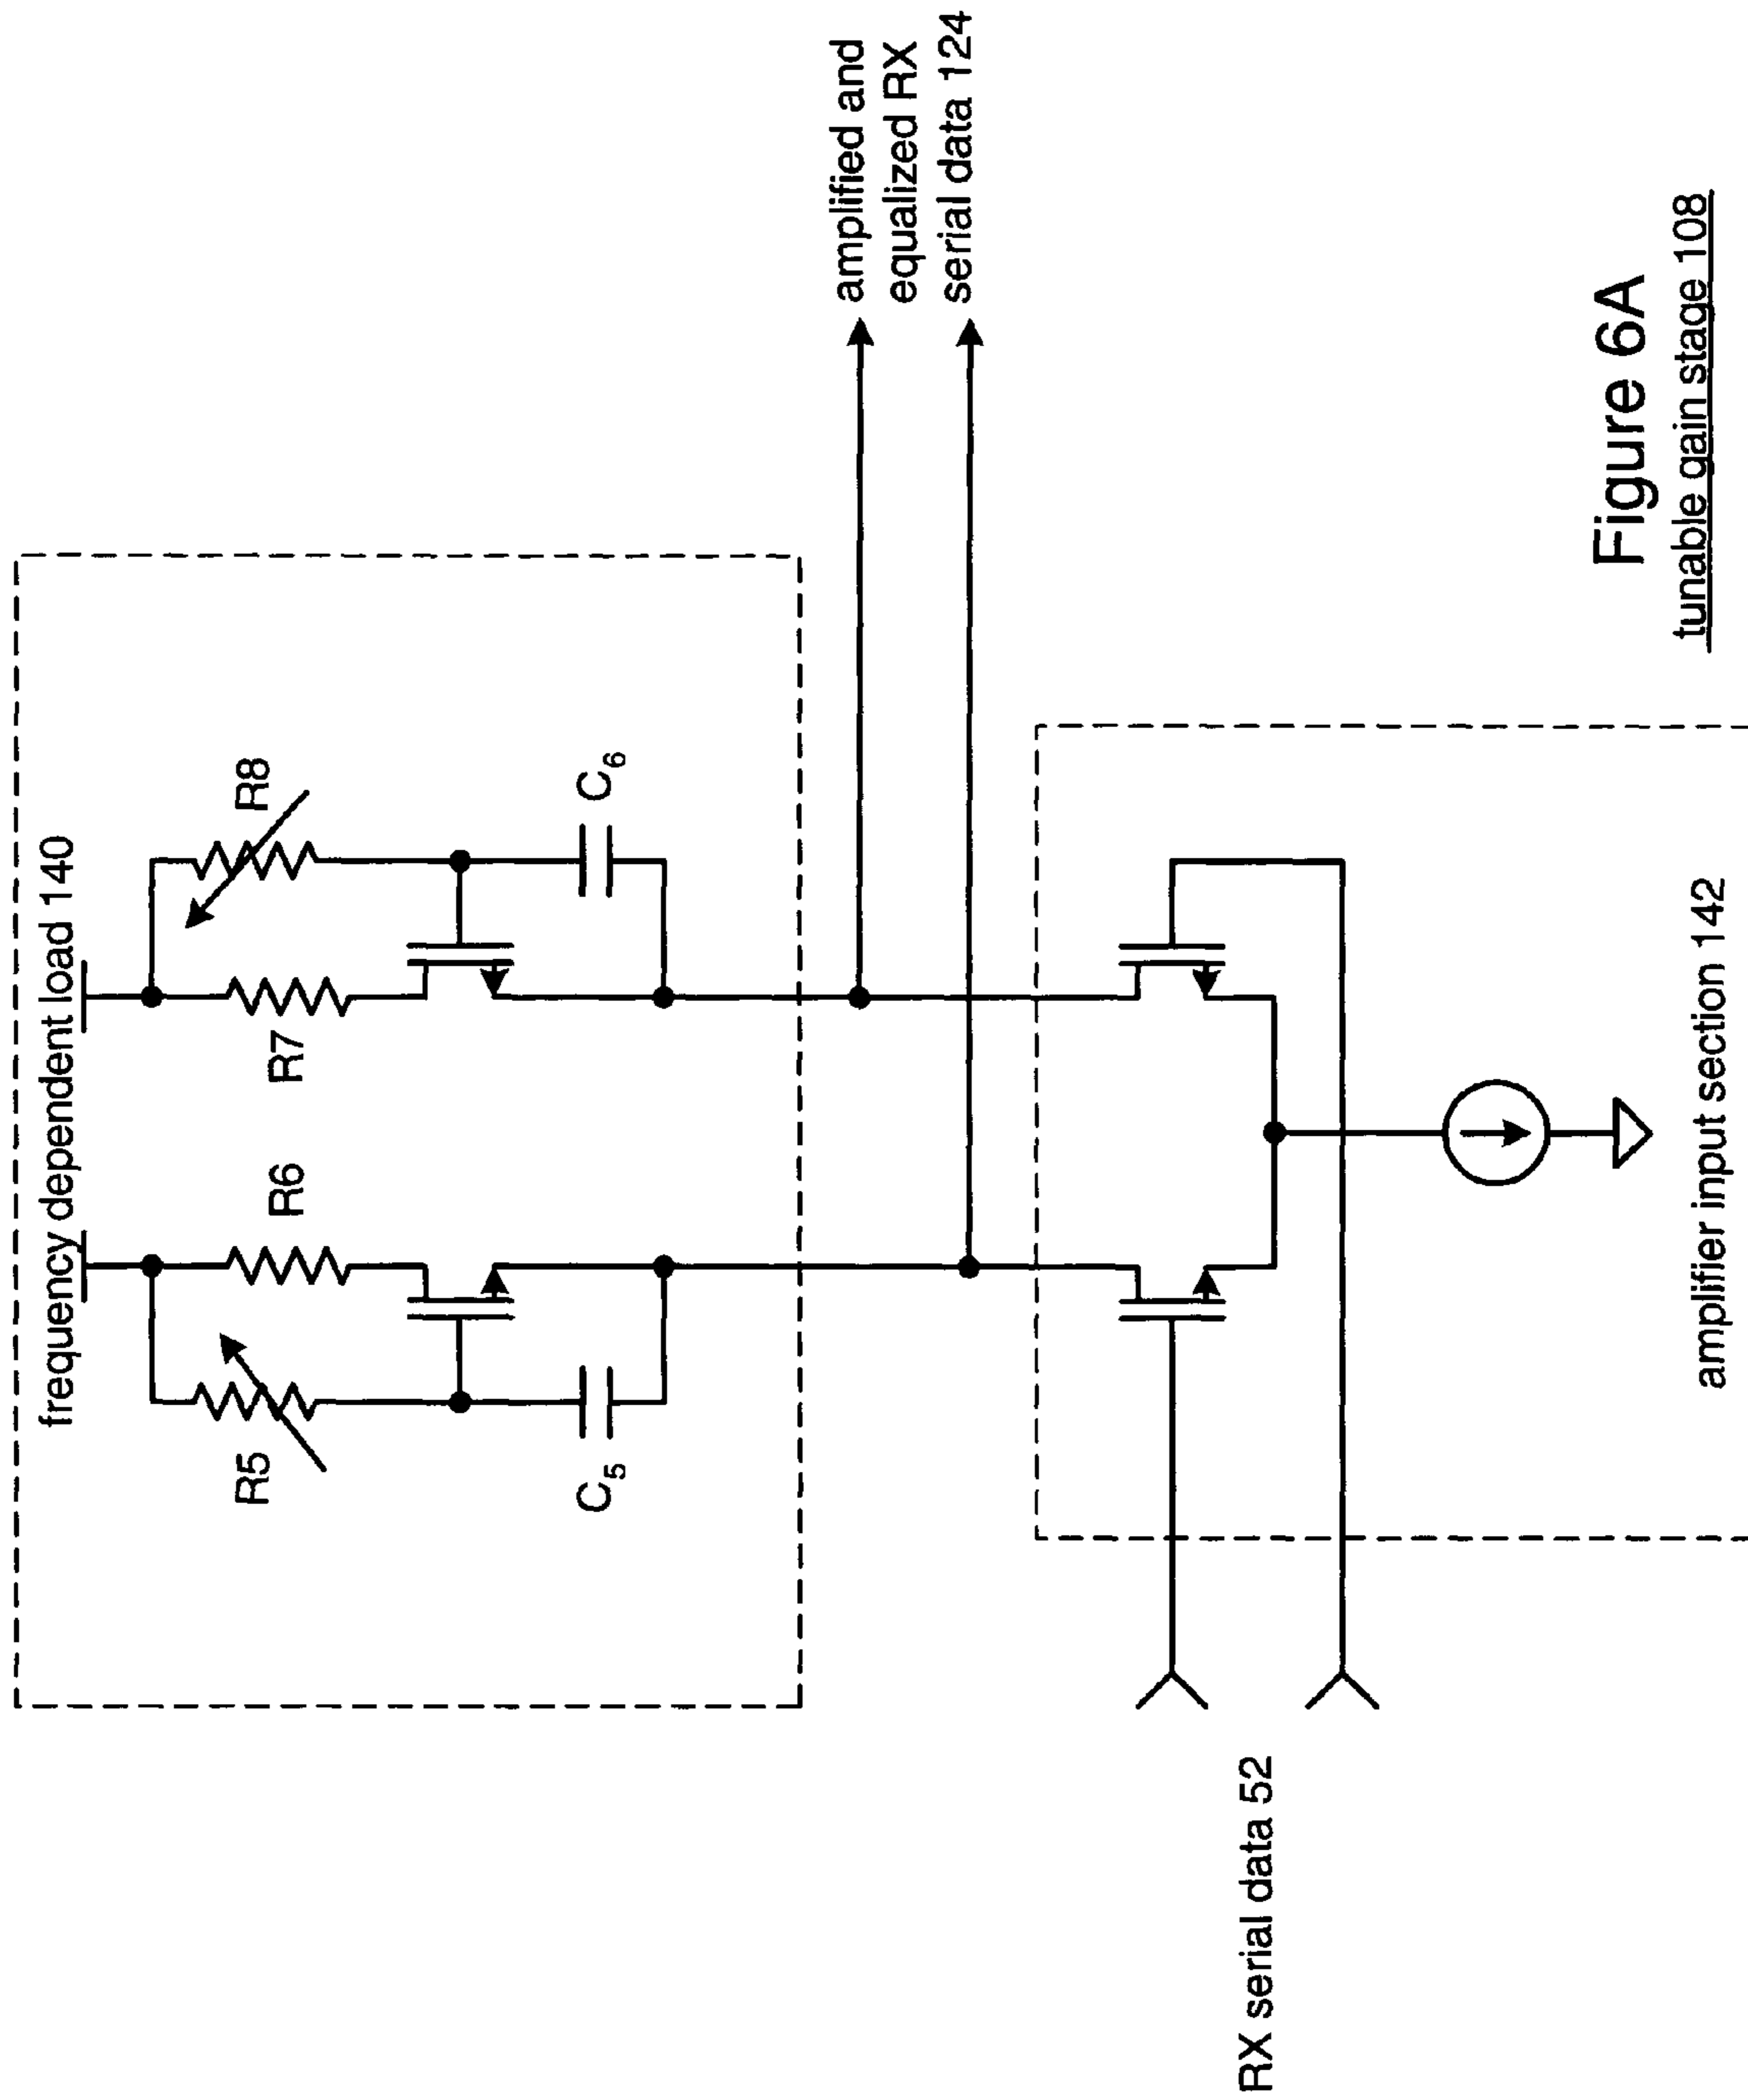 frequency dependent load 140
R5
R6
R7
R8
C5
C6
amplified and
equalized RX
serial data 124
RX serial data 52
amplifier input section 142
Figure 6A
tunable gain stage 108